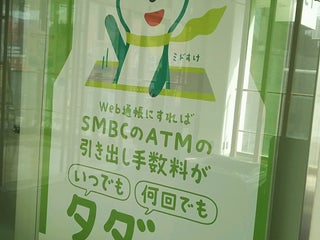 ミドすけ
Web通帳にすれば
SMBCのATMの
引き出し手数料が
いつでも 何回でも
タダ